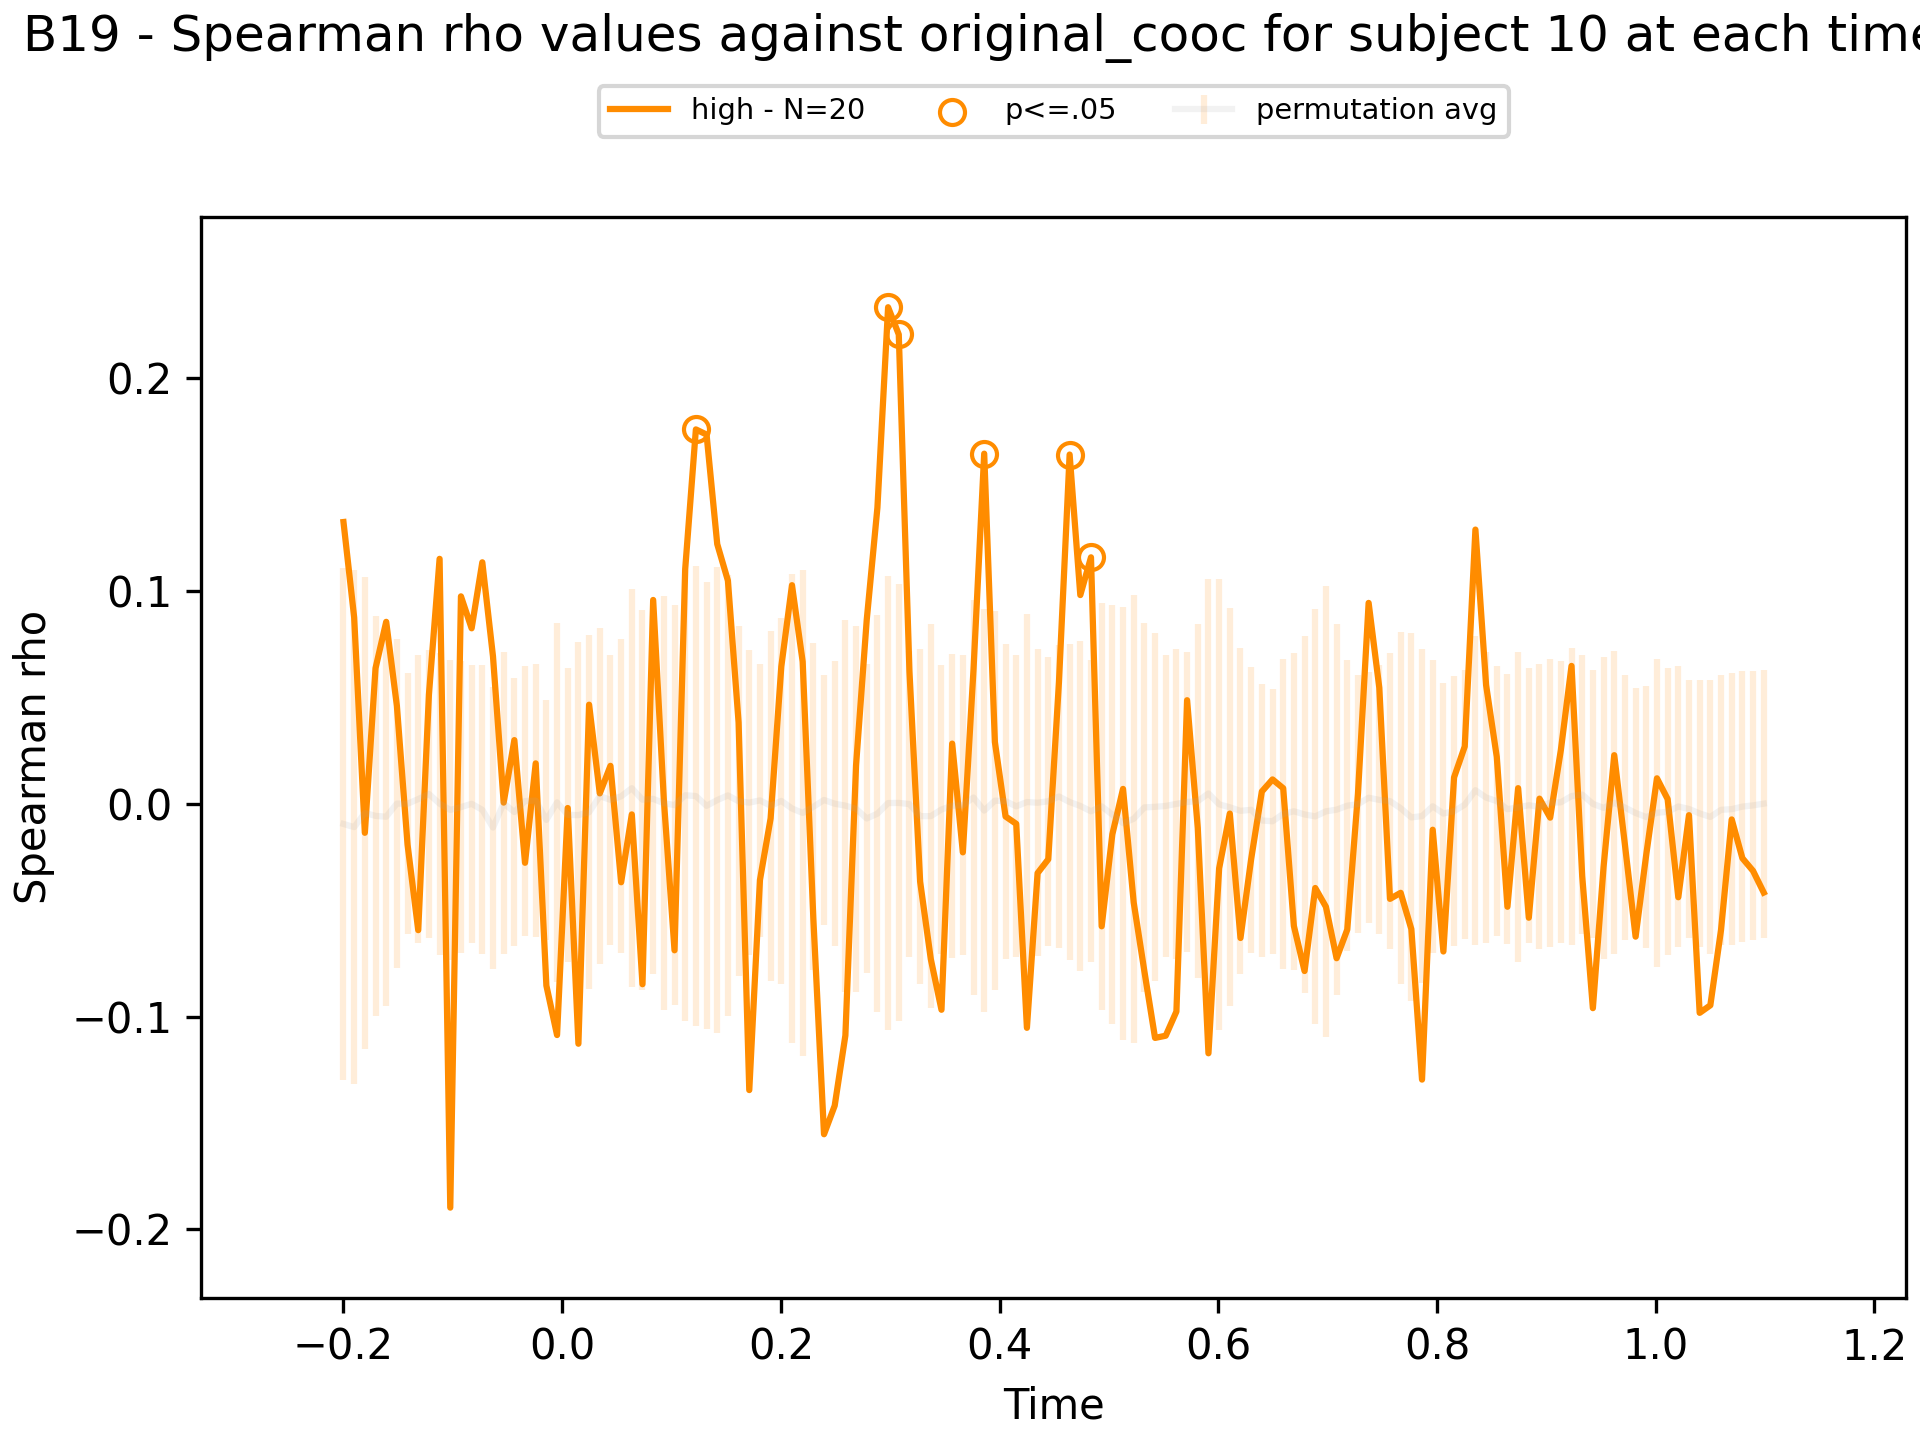 B19 - Spearman rho values against original_cooc for subject 10 at each time
high - N=20 p<=.05 permutation avg
Spearman rho
0.2
0.1
0.0
−0.1
−0.2
−0.2 0.0 0.2 0.4 0.6 0.8 1.0 1.2
Time